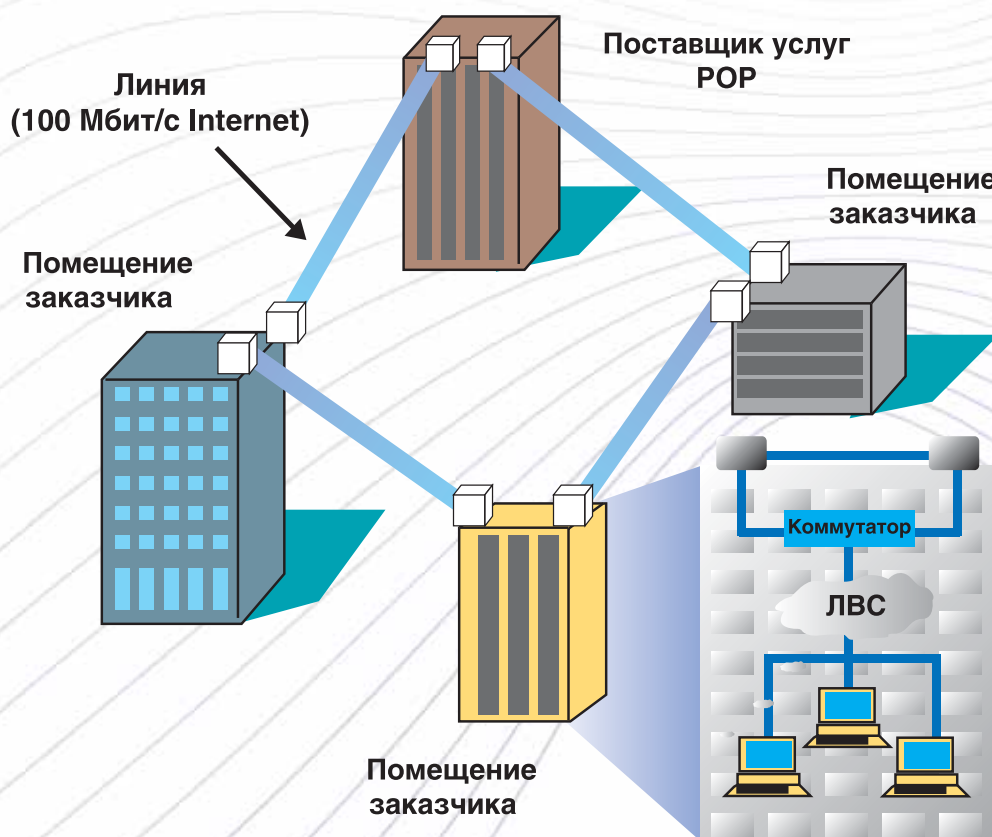 Поставщик услуг
POP
Линия
(100 Мбит/с Internet)
Помещение
заказчика
Помещение
заказчика
Коммутатор
ЛВС
Помещение
заказчика